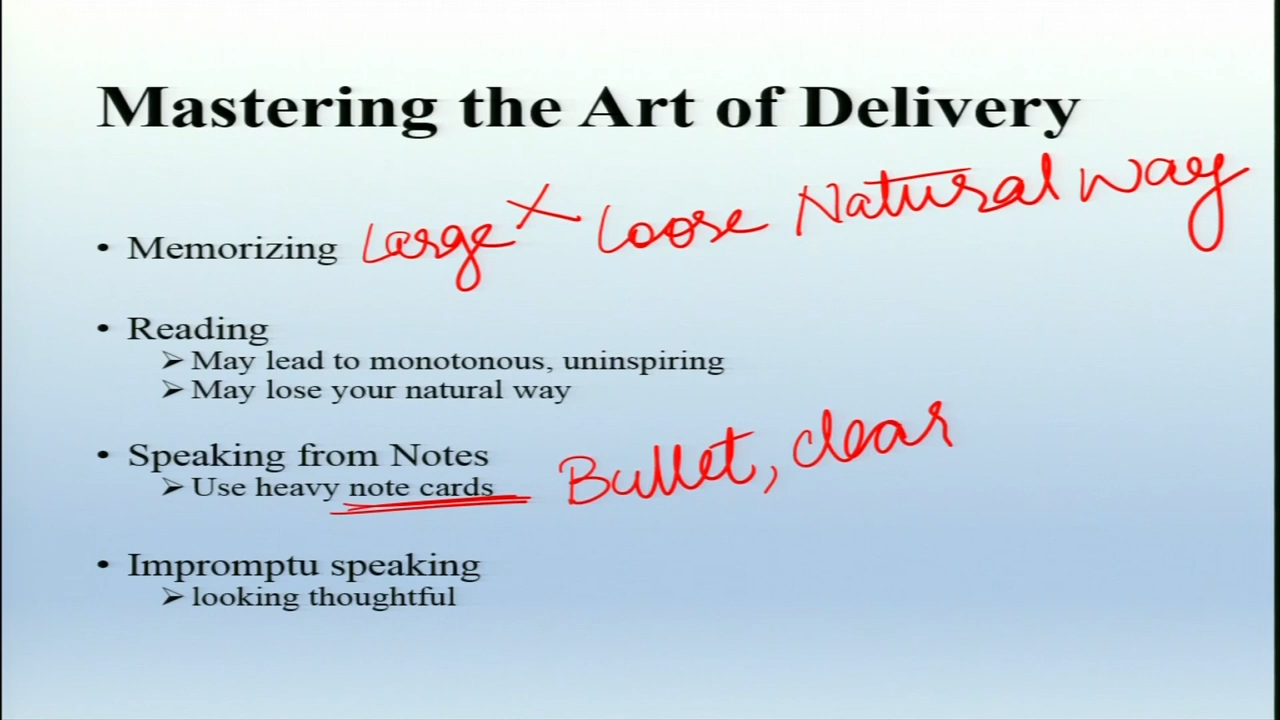 Mastering the Art of Delivery
• Memorizing Large × Loose Natural way
• Reading
➢ May lead to monotonous, uninspiring
➢ May lose your natural way
• Speaking from Notes
➢ Use heavy note cards Bullet, clear
• Impromptu speaking
➢ looking thoughtful